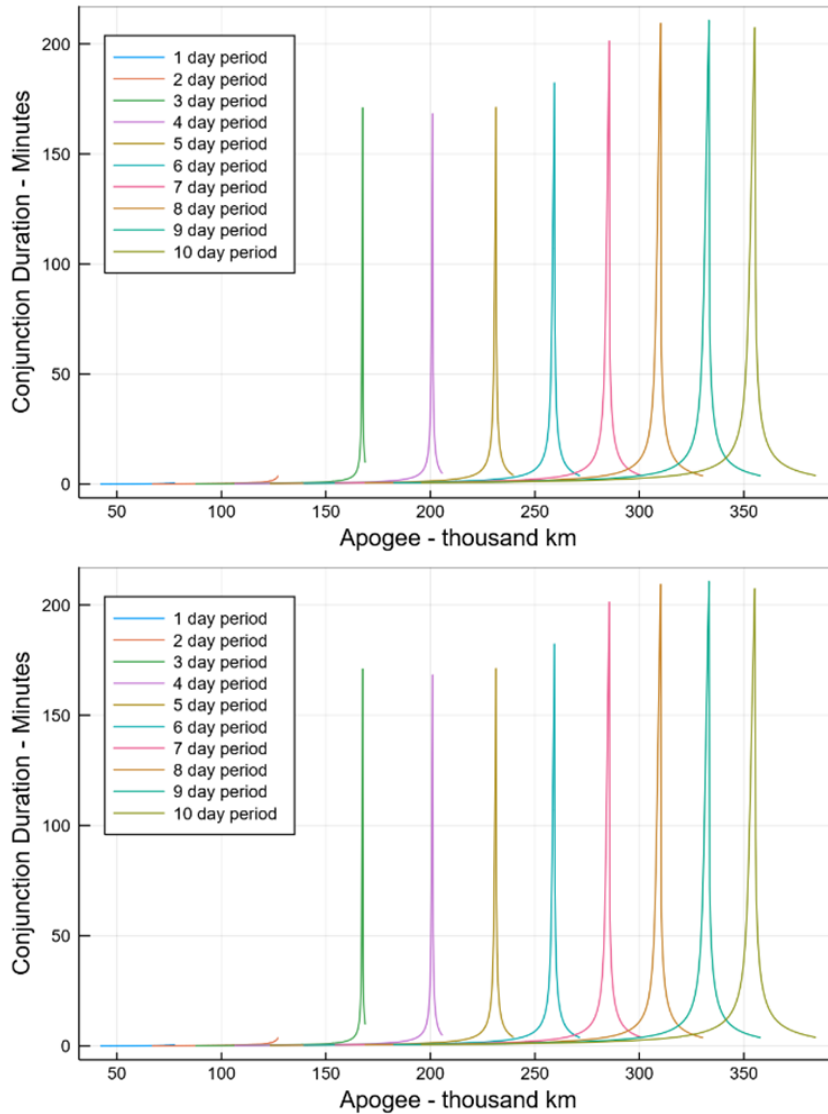 Conjunction Duration - Minutes
200
150
100
50
0
1 day period
2 day period
3 day period
4 day period
5 day period
6 day period
7 day period
8 day period
9 day period
10 day period
50 100 150 200 250 300 350
Apogee - thousand km
Conjunction Duration - Minutes
200
150
100
50
0
1 day period
2 day period
3 day period
4 day period
5 day period
6 day period
7 day period
8 day period
9 day period
10 day period
50 100 150 200 250 300 350
Apogee - thousand km